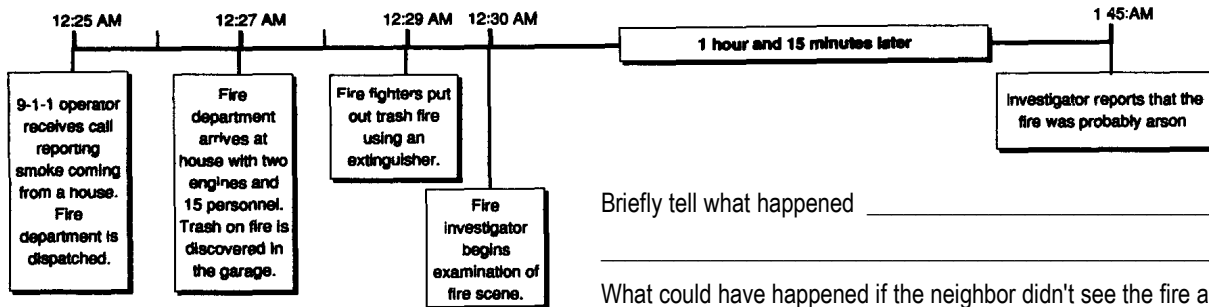 12:25 AM
12:27 AM
12:29 AM
12:30 AM
1 45:AM
1 hour and 15 minutes later
9-1-1 operator
receives call
reporting
smoke coming
from a house.
Fire
department is
dispatched.
Fire
department
arrives at
house with two
engines and
15 personnel.
Trash on fire is
discovered in
the garage.
Fire fighters put
out trash fire
using an
extinguisher.
Fire
investigator
begins
examination of
fire scene.
Investigator reports that the
fire was probably arson
Briefly tell what happened
What could have happened if the neighbor didn't see the fire a